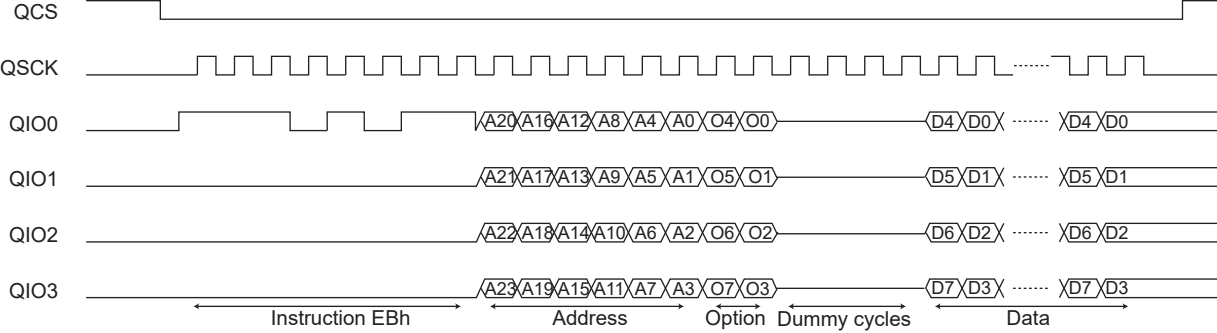 QCS
QSCK
QIO0 A20 A16 A12 A8 A4 A0 O4 O0 D4 D0 D4 D0
QIO1 A21 A17 A13 A9 A5 A1 O5 O1 D5 D1 D5 D1
QIO2 A22 A18 A14 A10 A6 A2 O6 O2 D6 D2 D6 D2
QIO3 A23 A19 A15 A11 A7 A3 O7 O3 D7 D3 D7 D3
Instruction EBh Address Option Dummy cycles Data